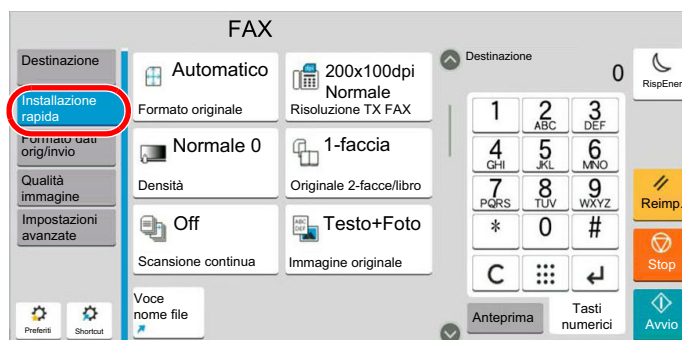 FAX
Destinazione
Installazione
rapida
Formato dati
orig/invio
Qualità
immagine
Impostazioni
avanzate
Preferiti
Shortcut
Automatico
Formato originale
200x100dpi
Normale
Risoluzione TX FAX
Normale 0
Densità
1-faccia
Originale 2-facce/libro
Off
Scansione continua
ABC
DEF
Testo+Foto
Immagine originale
Voce
nome file
Destinazione
0
1
2
ABC
3
DEF
4
GHI
5
JKL
6
MNO
7
PQRS
8
TUV
9
WXYZ
*
0
#
C
Anteprima
Tasti
numerici
RispEner
Reimp.
Stop
Avvio